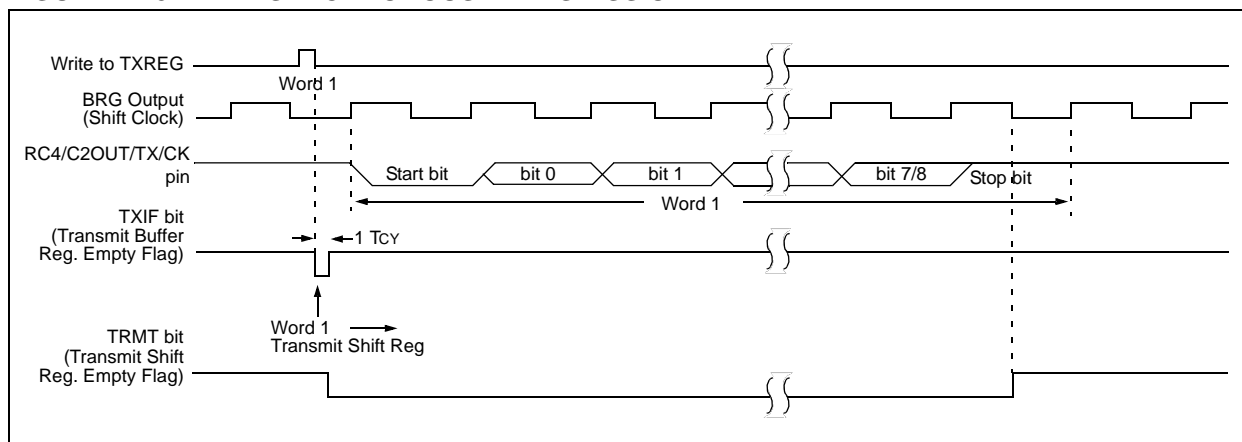 Write to TXREG
Word 1
BRG Output
(Shift Clock)
RC4/C2OUT/TX/CK
pin
Start bit
bit 0
bit 1
bit 7/8
Stop bit
Word 1
TXIF bit
(Transmit Buffer
Reg. Empty Flag)
1 TCY
Word 1
Transmit Shift Reg
TRMT bit
(Transmit Shift
Reg. Empty Flag)